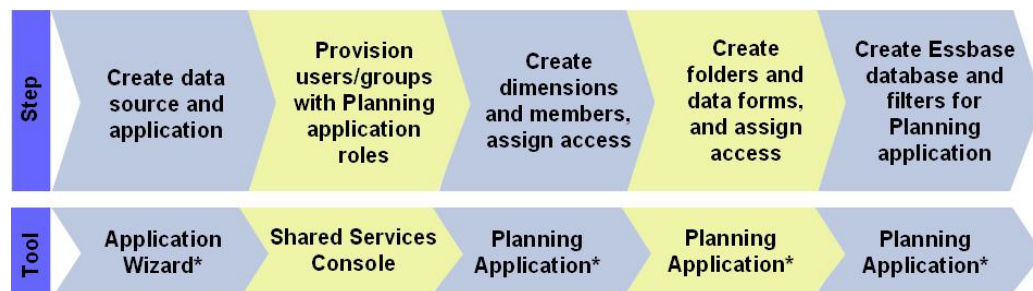 Step
Create data
source and
application
Provision
users/groups
with Planning
application
roles
Create
dimensions
and members,
assign access
Create
folders and
data forms,
and assign
access
Create Essbase
database and
filters for
Planning
application
Tool
Application
Wizard*
Shared Services
Console
Planning
Application*
Planning
Application*
Planning
Application*